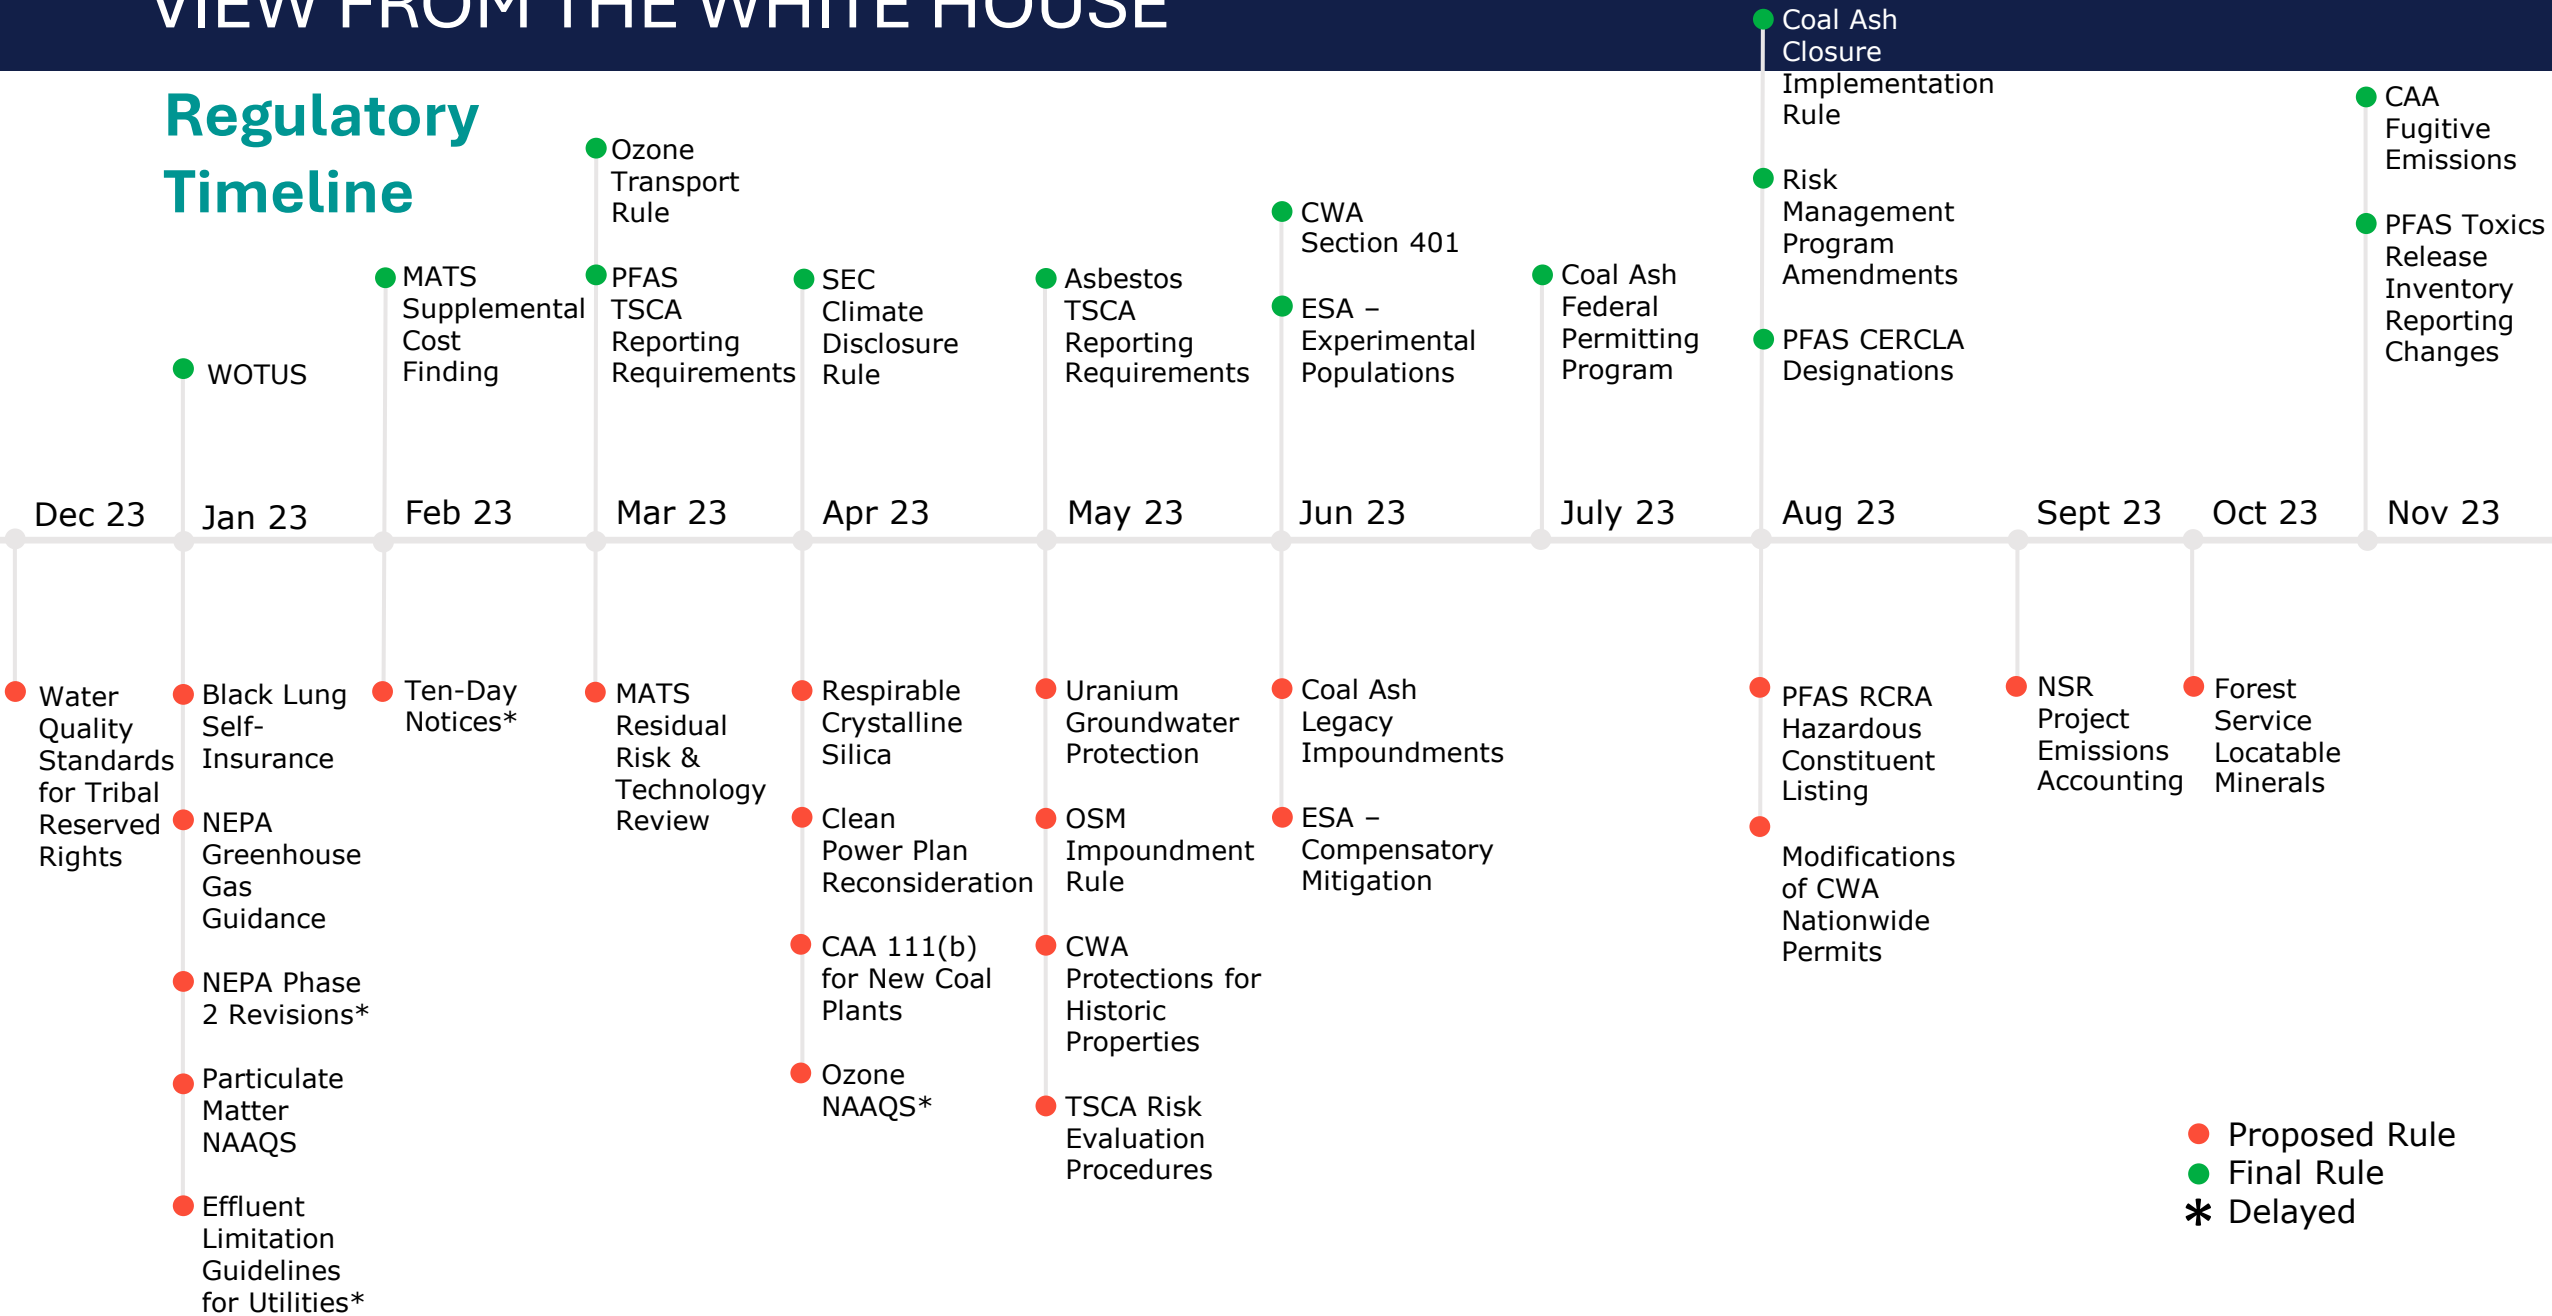 VIEW FROM THE WHITE HOUSE
Regulatory
Timeline
WOTUS
MATS
Supplemental
Cost
Finding
Ozone
Transport
Rule
PFAS
TSCA
Reporting
Requirements
SEC
Climate
Disclosure
Rule
Asbestos
TSCA
Reporting
Requirements
CWA
Section 401
ESA –
Experimental
Populations
Coal Ash
Federal
Permitting
Program
Coal Ash
Closure
Implementation
Rule
Risk
Management
Program
Amendments
PFAS CERCLA
Designations
CAA
Fugitive
Emissions
PFAS Toxics
Release
Inventory
Reporting
Changes
Dec 23
Jan 23
Feb 23
Mar 23
Apr 23
May 23
Jun 23
July 23
Aug 23
Sept 23
Oct 23
Nov 23
Water
Quality
Standards
for Tribal
Reserved
Rights
Black Lung
Self-
Insurance
NEPA
Greenhouse
Gas
Guidance
NEPA Phase
2 Revisions*
Particulate
Matter
NAAQS
Effluent
Limitation
Guidelines
for Utilities*
Ten-Day
Notices*
MATS
Residual
Risk &
Technology
Review
Respirable
Crystalline
Silica
Clean
Power Plan
Reconsideration
CAA 111(b)
for New Coal
Plants
Ozone
NAAQS*
Uranium
Groundwater
Protection
OSM
Impoundment
Rule
CWA
Protections for
Historic
Properties
TSCA Risk
Evaluation
Procedures
Coal Ash
Legacy
Impoundments
ESA –
Compensatory
Mitigation
PFAS RCRA
Hazardous
Constituent
Listing
Modifications
of CWA
Nationwide
Permits
NSR
Project
Emissions
Accounting
Forest
Service
Locatable
Minerals
Proposed Rule
Final Rule
* Delayed